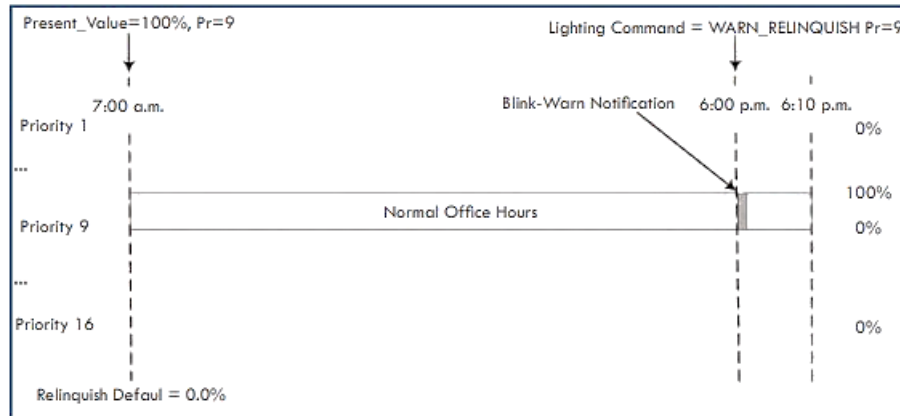 Present_Value=100%, Pr=9
Lighting Command = WARN_RELINQUISH Pr=9
7:00 a.m.
Blink-Warn Notification
6:00 p.m.
6:10 p.m.
Priority 1
0%
...
100%
Normal Office Hours
Priority 9
0%
...
Priority 16
0%
Relinquish Defaul = 0.0%